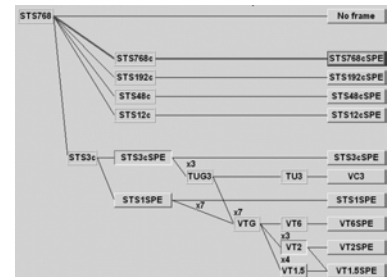 STS768 No frame
STS768c STS768cSPE
STS192c STS192cSPE
STS48c STS48cSPE
STS12c STS12cSPE
STS3c STS3cSPE STS3cSPE
x3
TUG3 TU3 VC3
STS1SPE STS1SPE
x7
x7
VTG VT6 VT6SPE
x3
VT2 VT2SPE
x4
VT1.5 VT1.5SPE